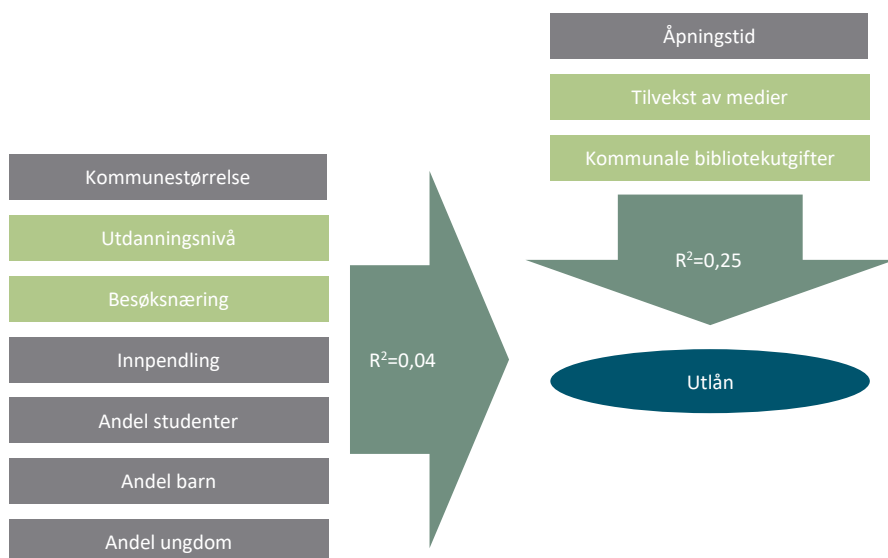 Åpningstid
Tilvekst av medier
Kommunale bibliotekutgifter
Kommunestørrelse
Utdanningsnivå
Besøksnæring
Innpendling
Andel studenter
Andel barn
Andel ungdom
R²=0,04
R²=0,25
Utlån